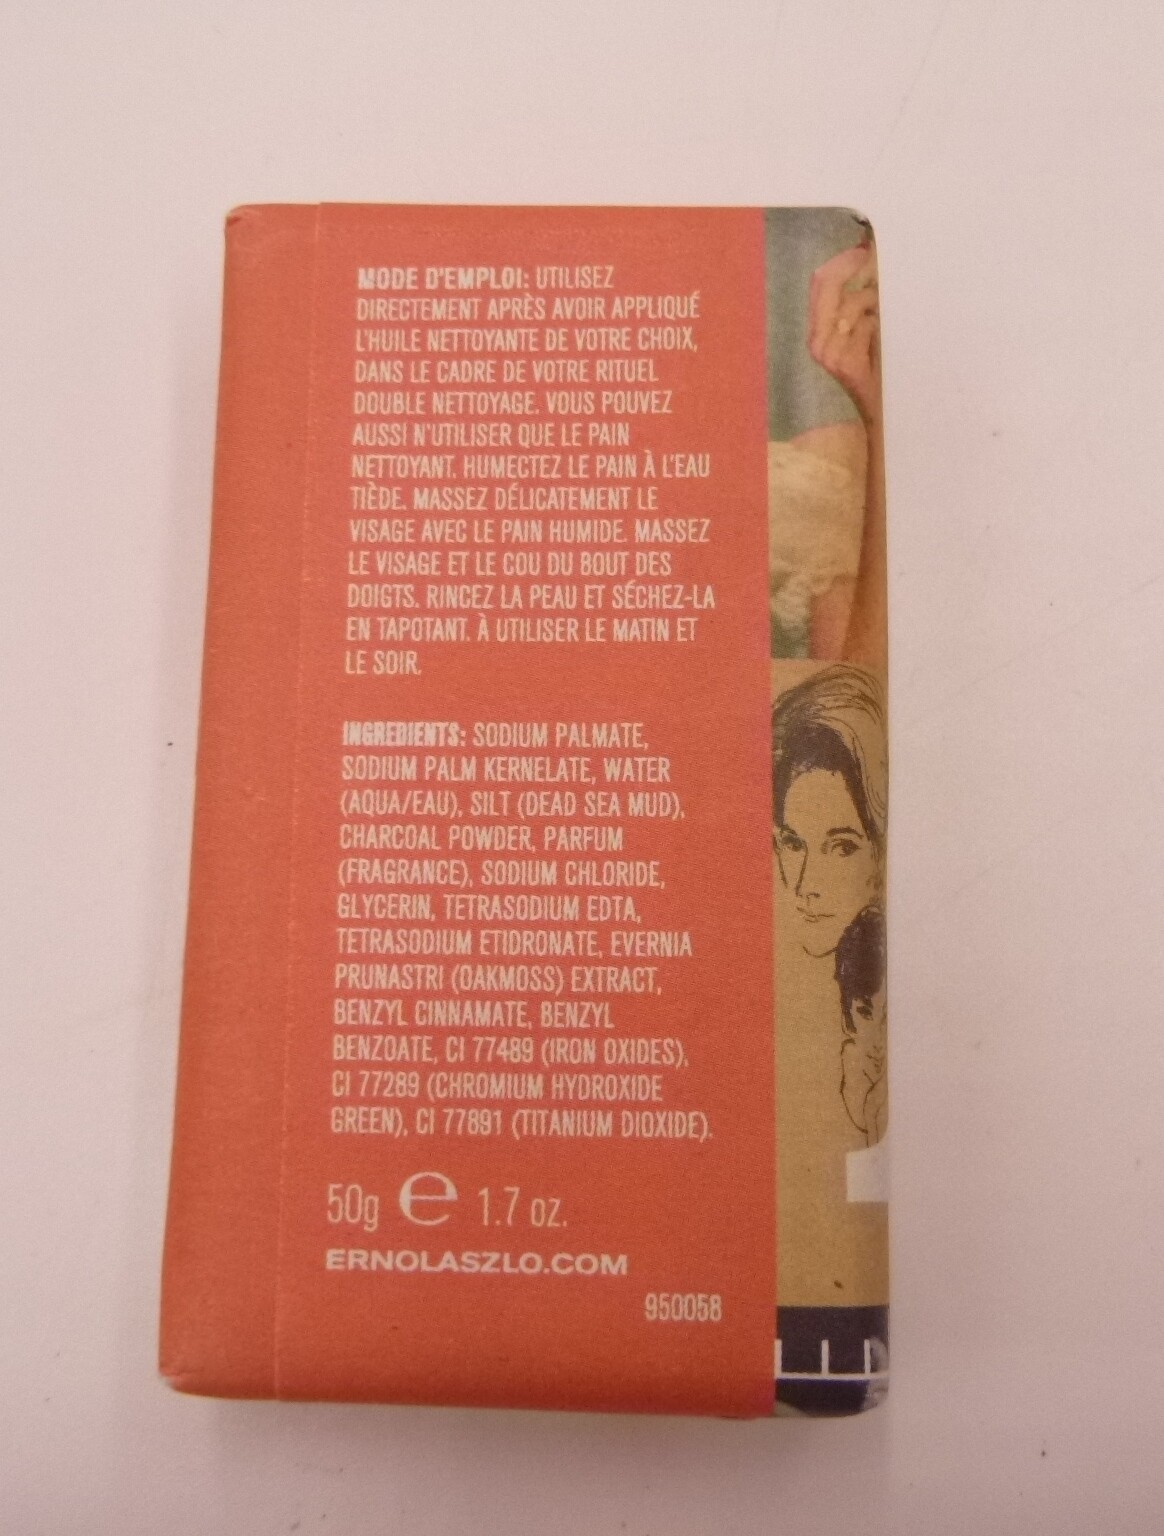 MODE D'EMPLOI: UTILISEZ
DIRECTEMENT APRÈS AVOIR APPLIQUÉ
L'HUILE NETTOYANTE DE VOTRE CHOIX,
DANS LE CADRE DE VOTRE RITUEL
DOUBLE NETTOYAGE. VOUS POUVEZ
AUSSI N'UTILISER QUE LE PAIN
NETTOYANT. HUMECTEZ LE PAIN À L'EAU
TIÈDE. MASSEZ DÉLICATEMENT LE
VISAGE AVEC LE PAIN HUMIDE. MASSEZ
LE VISAGE ET LE COU DU BOUT DES
DOIGTS. RINCEZ LA PEAU ET SÉCHEZ-LA
EN TAPOTANT. À UTILISER LE MATIN ET
LE SOIR.
INGREDIENTS: SODIUM PALMATE,
SODIUM PALM KERNELATE, WATER
(AQUA/EAU), SILT (DEAD SEA MUD),
CHARCOAL POWDER, PARFUM
(FRAGRANCE), SODIUM CHLORIDE,
GLYCERIN, TETRASODIUM EDTA,
TETRASODIUM ETIDRONATE, EVERNIA
PRUNASTRI (OAKMOSS) EXTRACT,
BENZYL CINNAMATE, BENZYL
BENZOATE, CI 77489 (IRON OXIDES),
CI 77289 (CHROMIUM HYDROXIDE
GREEN), CI 77891 (TITANIUM DIOXIDE).
50g e 1.7 oz.
ERNOLASZLO.COM
950058